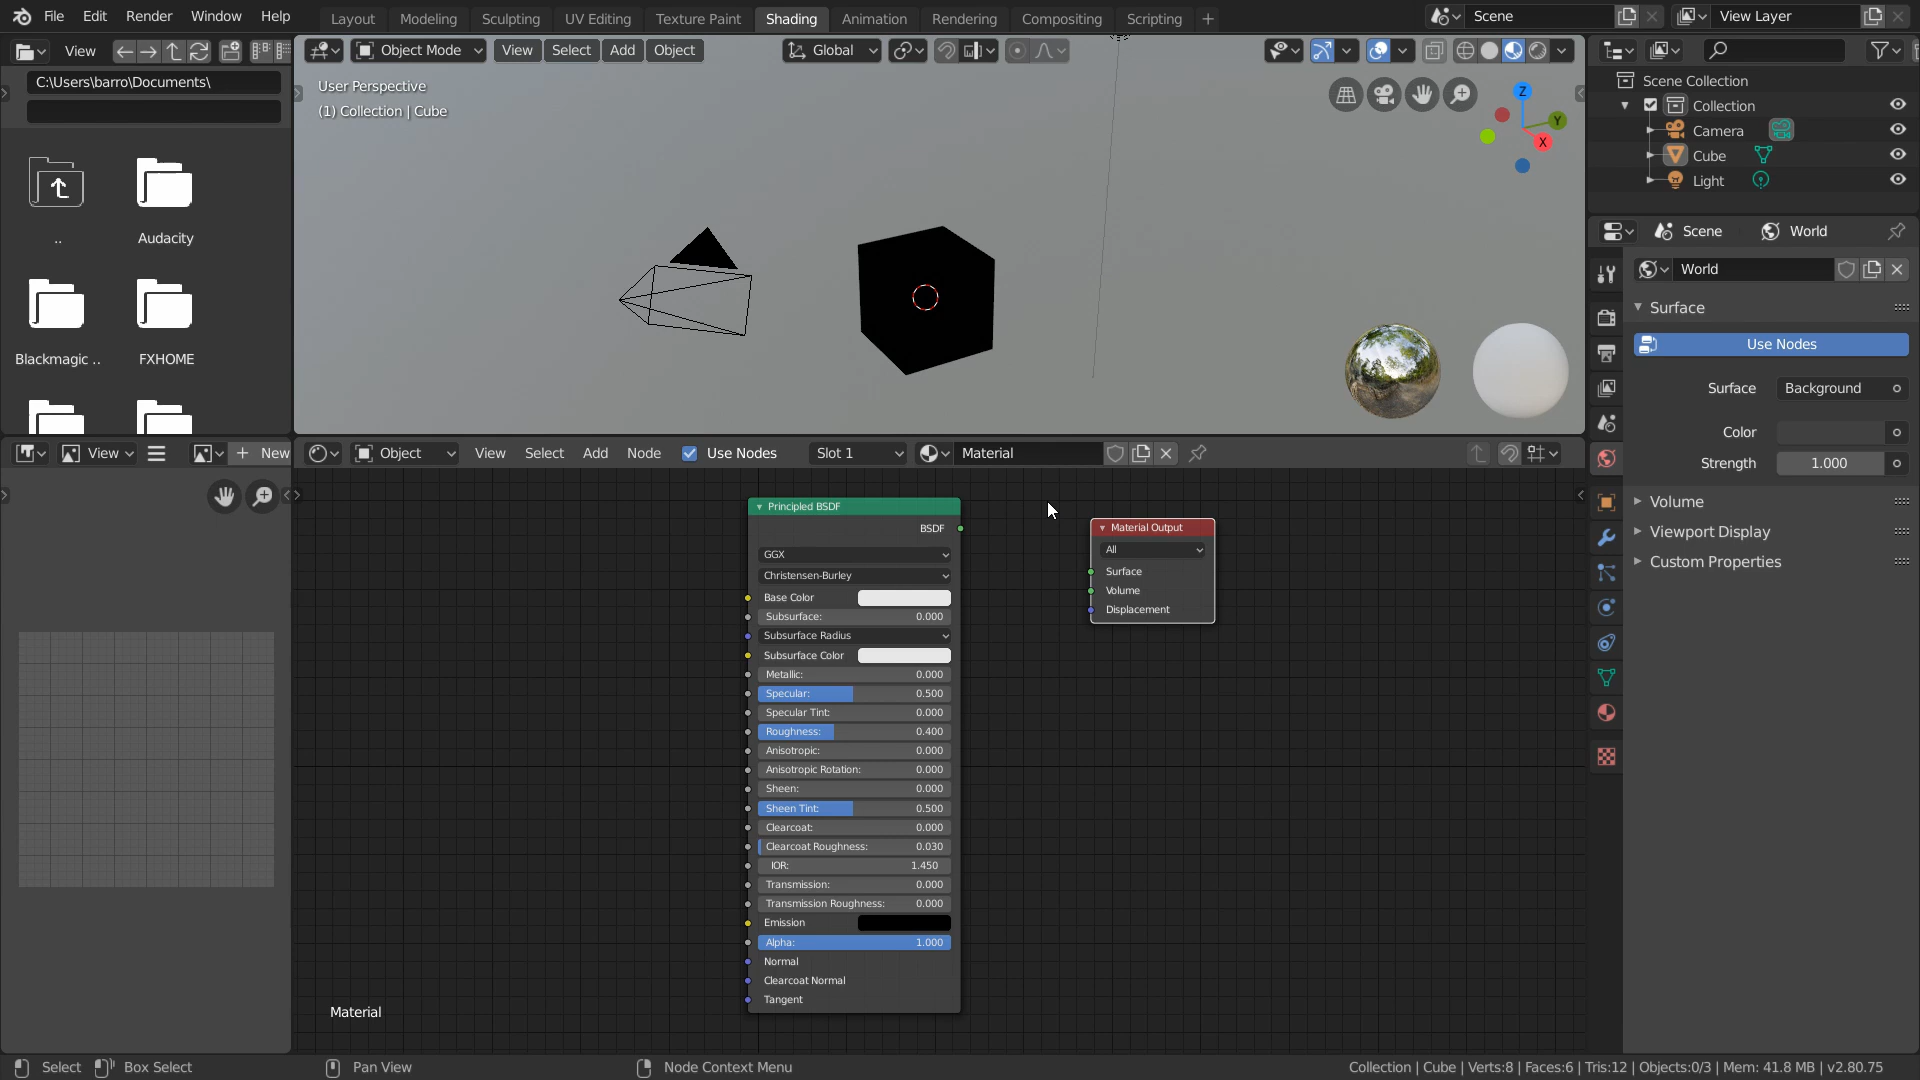 File Edit Render Window Help Layout Modeling Sculpting UV Editing Texture Paint Shading Animation Rendering Compositing Scripting + Scene View Layer
View Object Mode View Select Add Object Global
C:\Users\barro\Documents\
User Perspective
(1) Collection | Cube
Z
Y
X
..
Audacity
Blackmagic ..
FXHOME
Scene Collection
Collection
Camera
Cube
Light
Scene World
World
Surface
Use Nodes
Surface Background
Color
Strength 1.000
Volume
Viewport Display
Custom Properties
View + New Object View Select Add Node Use Nodes Slot 1 Material
Principled BSDF
BSDF
GGX
Christensen-Burley
Base Color
Subsurface: 0.000
Subsurface Radius
Subsurface Color
Metallic: 0.000
Specular: 0.500
Specular Tint: 0.000
Roughness: 0.400
Anisotropic: 0.000
Anisotropic Rotation: 0.000
Sheen: 0.000
Sheen Tint: 0.500
Clearcoat: 0.000
Clearcoat Roughness: 0.030
IOR: 1.450
Transmission: 0.000
Transmission Roughness: 0.000
Emission
Alpha: 1.000
Normal
Clearcoat Normal
Tangent
Material Output
All
Surface
Volume
Displacement
Material
Select Box Select Pan View Node Context Menu Collection | Cube | Verts:8 | Faces:6 | Tris:12 | Objects:0/3 | Mem: 41.8 MB | v2.80.75